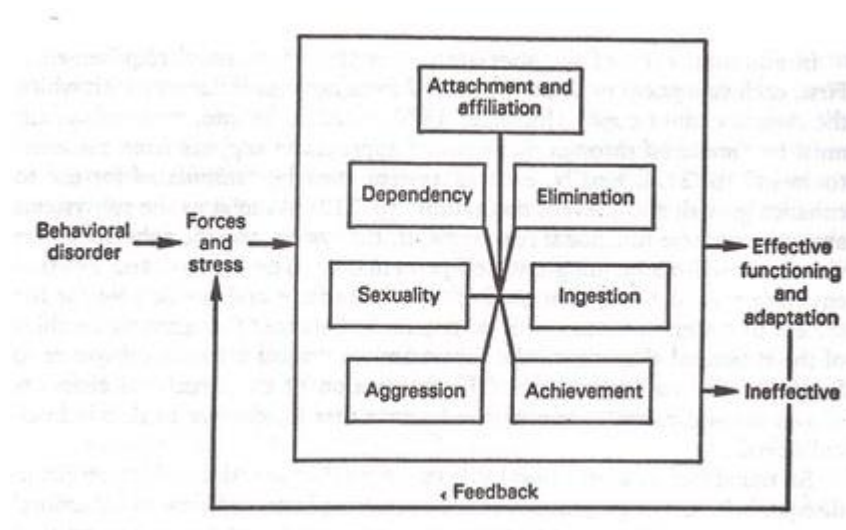 Attachment and
affiliation
Dependency
Elimination
Behavioral
disorder
Forces
and
stress
Effective
functioning
and
adaptation
Sexuality
Ingestion
Aggression
Achievement
Ineffective
Feedback